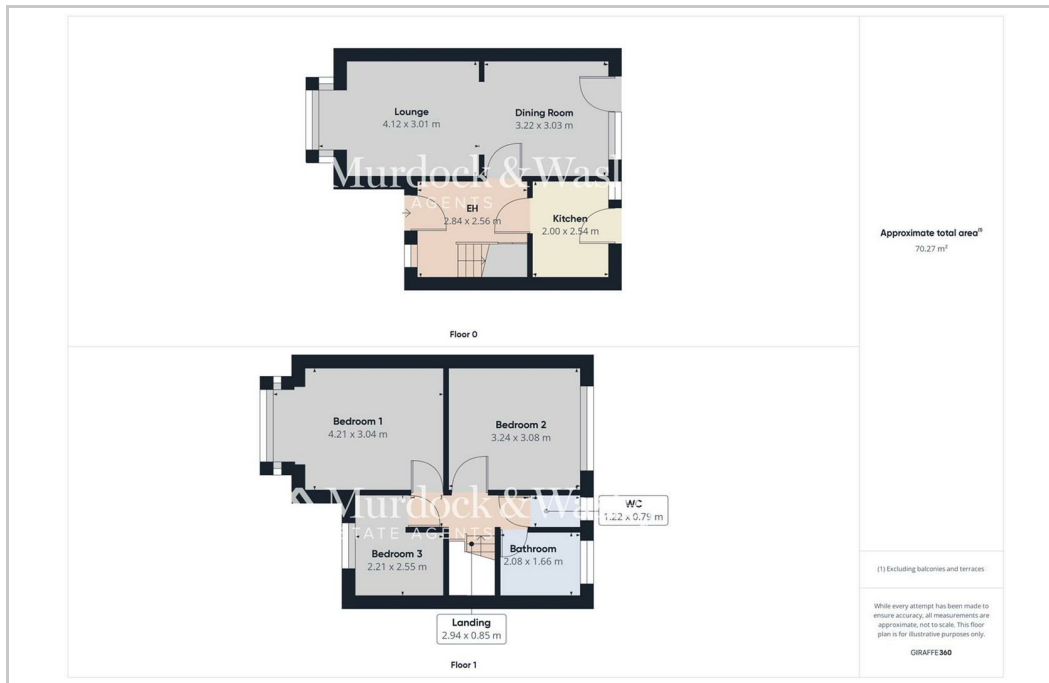 Lounge
4.12 x 3.01 m
Dining Room
3.22 x 3.03 m
Murdock & Wasl
AGENTS
EH
2.84 x 2.56 m
Kitchen
2.00 x 2.54 m
Floor 0
Approximate total area(1)
70.27 m²
Bedroom 1
4.21 x 3.04 m
Bedroom 2
3.24 x 3.08 m
Murdock & Wasl
ESTATE AGENTS
WC
1.22 x 0.79 m
Bedroom 3
2.21 x 2.55 m
Bathroom
2.08 x 1.66 m
Landing
2.94 x 0.85 m
Floor 1
(1) Excluding balconies and terraces
While every attempt has been made to
ensure accuracy, all measurements are
approximate, not to scale. This floor
plan is for illustrative purposes only.
GIRAFFE360